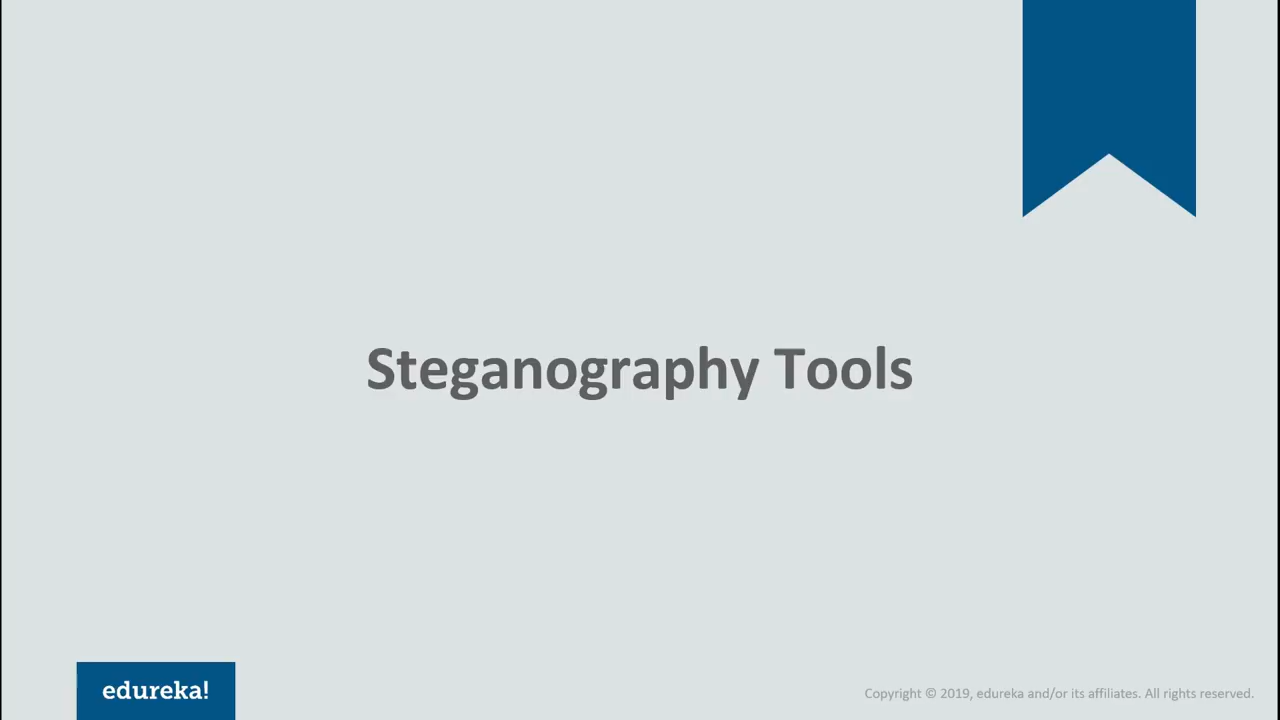 Steganography Tools
edureka!
Copyright © 2019, edureka and/or its affiliates. All rights reserved.